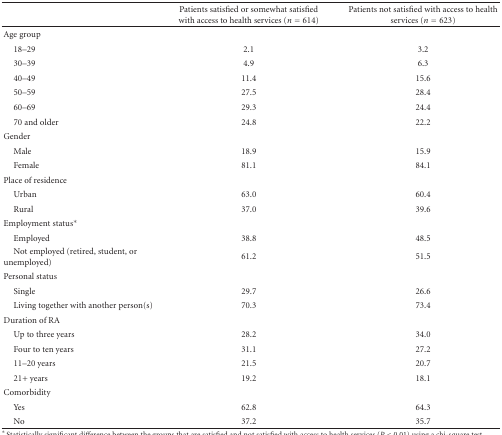 Patients satisfied or somewhat satisfied with access to health services (n = 614)	Patients not satisfied with access to health services (n = 623)
Age group
18–29	2.1	3.2
30–39	4.9	6.3
40–49	11.4	15.6
50–59	27.5	28.4
60–69	29.3	24.4
70 and older	24.8	22.2
Gender
Male	18.9	15.9
Female	81.1	84.1
Place of residence
Urban	63.0	60.4
Rural	37.0	39.6
Employment status*
Employed	38.8	48.5
Not employed (retired, student, or unemployed)	61.2	51.5
Personal status
Single	29.7	26.6
Living together with another person(s)	70.3	73.4
Duration of RA
Up to three years	28.2	34.0
Four to ten years	31.1	27.2
11–20 years	21.5	20.7
21+ years	19.2	18.1
Comorbidity
Yes	62.8	64.3
No	37.2	35.7
* Statistically significant difference between the groups that are satisfied and not satisfied with access to health services (P < 0.01) using a chi-square test.